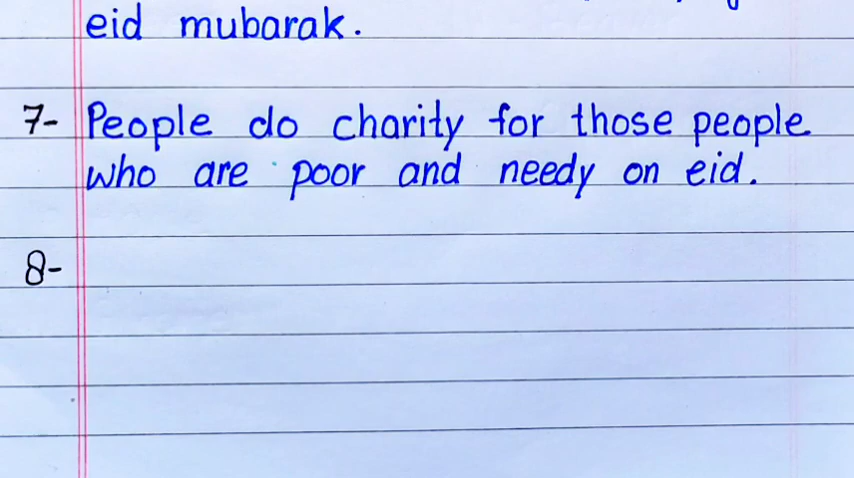 eid mubarak.
7- People do charity for those people
who are poor and needy on eid.
8-